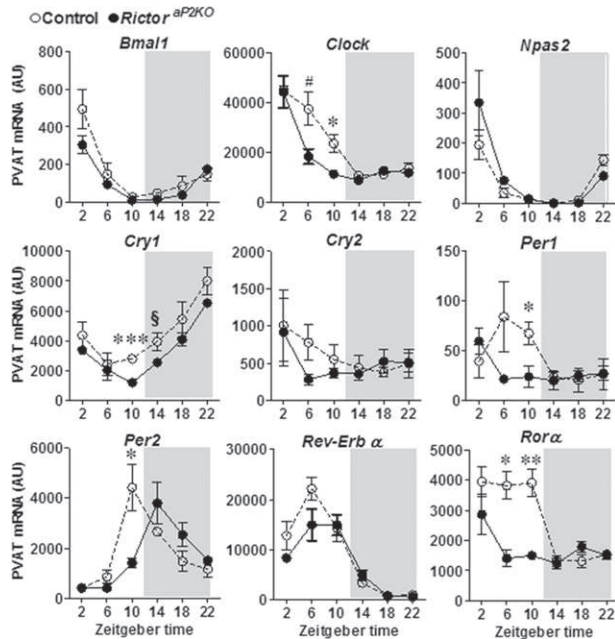 Control Rictor aP2KO
Bmal1 Clock Npas2
PVAT mRNA (AU)
800
600
400
200
0
2 6 10 14 18 22
60000
40000
20000
0
#
*
2 6 10 14 18 22
500
400
300
200
100
0
2 6 10 14 18 22
Cry1 Cry2 Per1
PVAT mRNA (AU)
10000
8000
6000
4000
2000
0
***
§
2 6 10 14 18 22
2000
1500
1000
500
0
2 6 10 14 18 22
150
100
50
0
*
2 6 10 14 18 22
Per2 Rev-Erb α Rorα
PVAT mRNA (AU)
6000
4000
2000
0
*
2 6 10 14 18 22
Zeitgeber time
30000
20000
10000
0
2 6 10 14 18 22
Zeitgeber time
5000
4000
3000
2000
1000
0
* **
2 6 10 14 18 22
Zeitgeber time